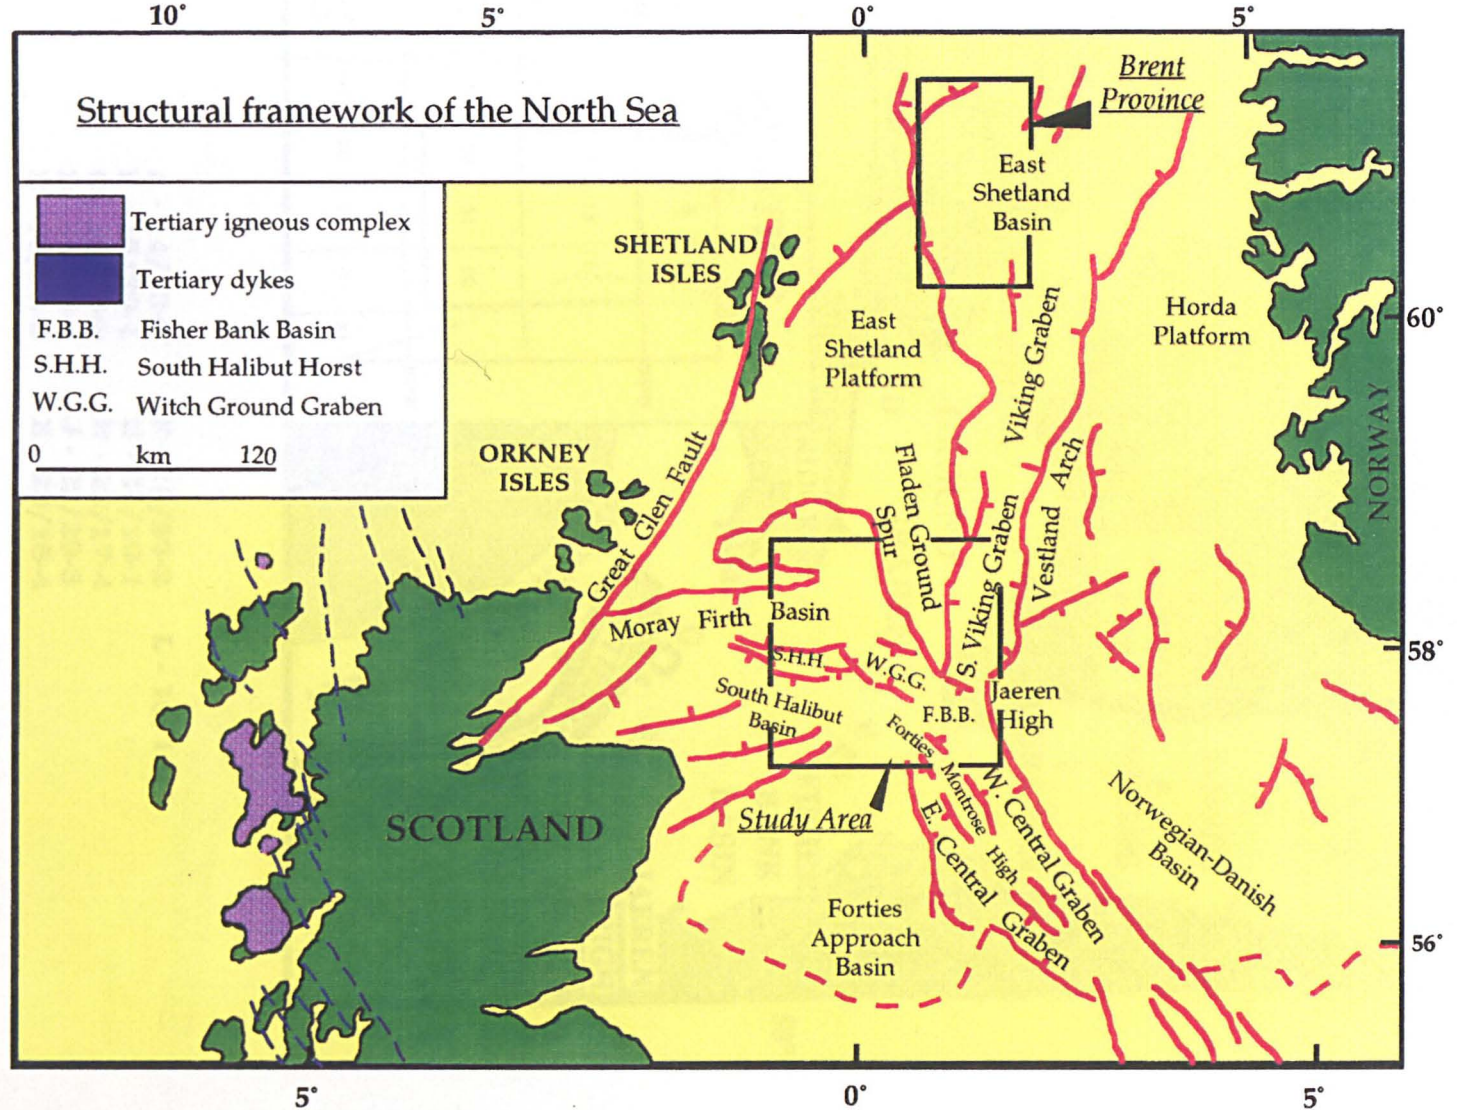 10° 5° 0° 5°
Structural framework of the North Sea
Brent
Province
Tertiary igneous complex
Tertiary dykes
F.B.B. Fisher Bank Basin
S.H.H. South Halibut Horst
W.G.G. Witch Ground Graben
0 km 120
SHETLAND
ISLES
ORKNEY
ISLES
East
Shetland
Basin
East
Shetland
Platform
Horda
Platform
60°
NORWAY
Viking Graben
Great Glen Fault
Fladen Ground
Spur
S. Viking Graben
Vestland Arch
Moray Firth Basin
58°
S.H.H.
W.G.G.
South Halibut
Basin
F.B.B.
Jaeren
High
Forties
Montrose
High
W. Central Graben
E. Central Graben
Norwegian-Danish
Basin
SCOTLAND
Study Area
Forties
Approach
Basin
56°
5° 0° 5°